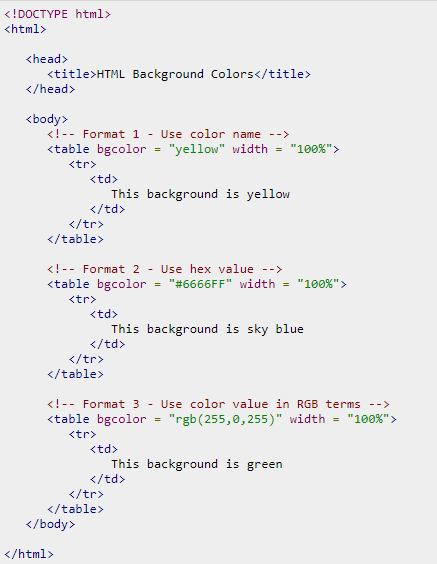 <!DOCTYPE html>
<html>
<head>
<title>HTML Background Colors</title>
</head>
<body>
<!-- Format 1 - Use color name -->
<table bgcolor = "yellow" width = "100%">
<tr>
<td>
This background is yellow
</td>
</tr>
</table>
<!-- Format 2 - Use hex value -->
<table bgcolor = "#6666FF" width = "100%">
<tr>
<td>
This background is sky blue
</td>
</tr>
</table>
<!-- Format 3 - Use color value in RGB terms -->
<table bgcolor = "rgb(255,0,255)" width = "100%">
<tr>
<td>
This background is green
</td>
</tr>
</table>
</body>
</html>